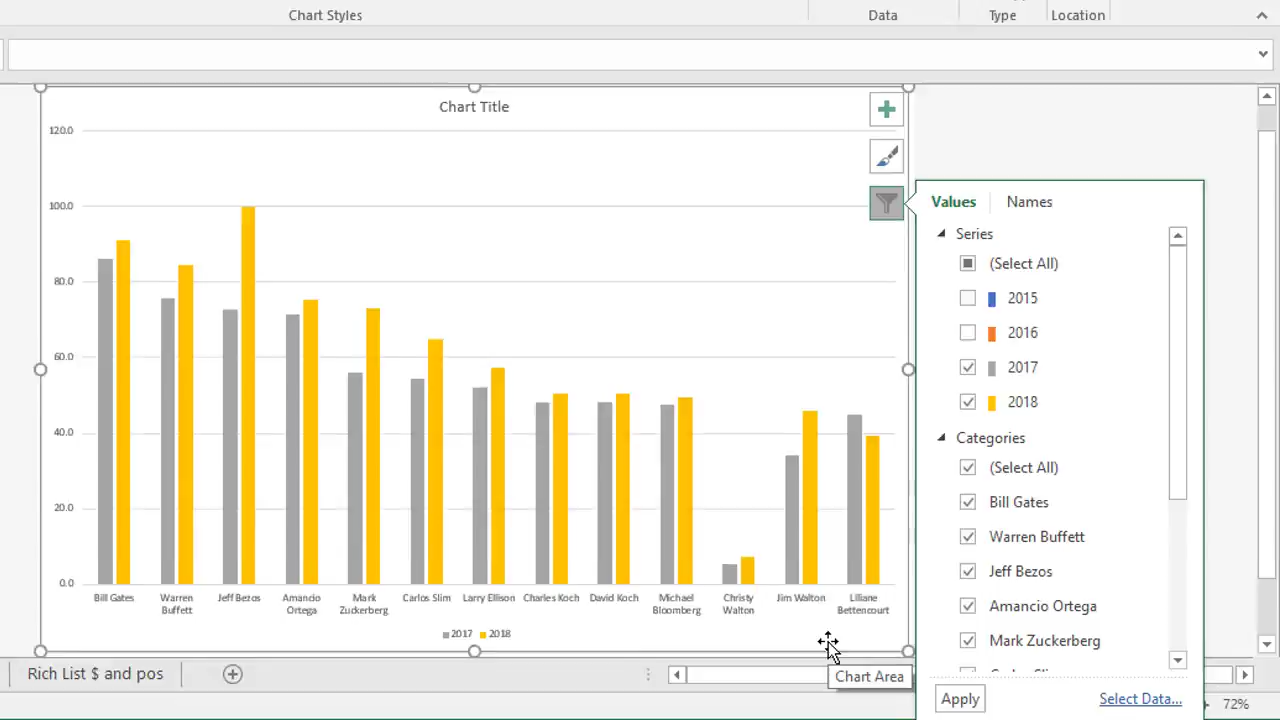 Chart Styles
Data
Type
Location
Chart Title
120.0
100.0
80.0
60.0
40.0
20.0
0.0
Bill Gates
Warren
Buffett
Jeff Bezos
Amancio
Ortega
Mark
Zuckerberg
Carlos Slim
Larry Ellison
Charles Koch
David Koch
Michael
Bloomberg
Christy
Walton
Jim Walton
Liliane
Bettencourt
2017
2018
Chart Area
Values
Names
Series
(Select All)
2015
2016
2017
2018
Categories
(Select All)
Bill Gates
Warren Buffett
Jeff Bezos
Amancio Ortega
Mark Zuckerberg
Apply
Select Data...
Rich List $ and pos
72%